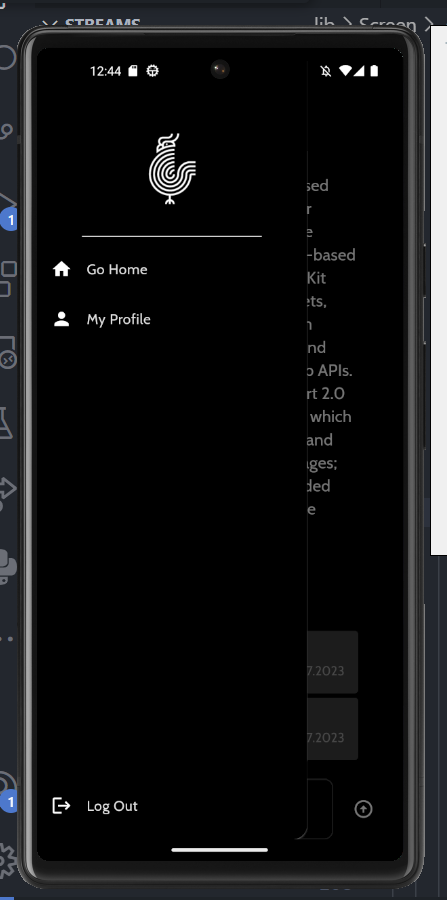 STREAMS
lib > Screen >
12:44
sed
r
e
-based
Kit
ets,
n
nd
o APIs.
rt 2.0
which
and
ages;
ded
e
Go Home
My Profile
7.2023
7.2023
Log Out
1
1